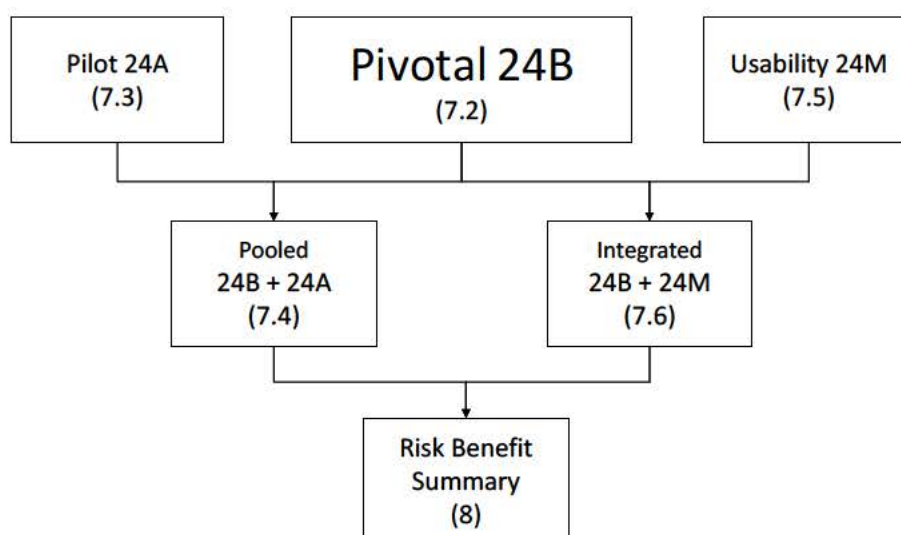 Pilot 24A
(7.3)
Pivotal 24B
(7.2)
Usability 24M
(7.5)
Pooled
24B + 24A
(7.4)
Integrated
24B + 24M
(7.6)
Risk Benefit
Summary
(8)